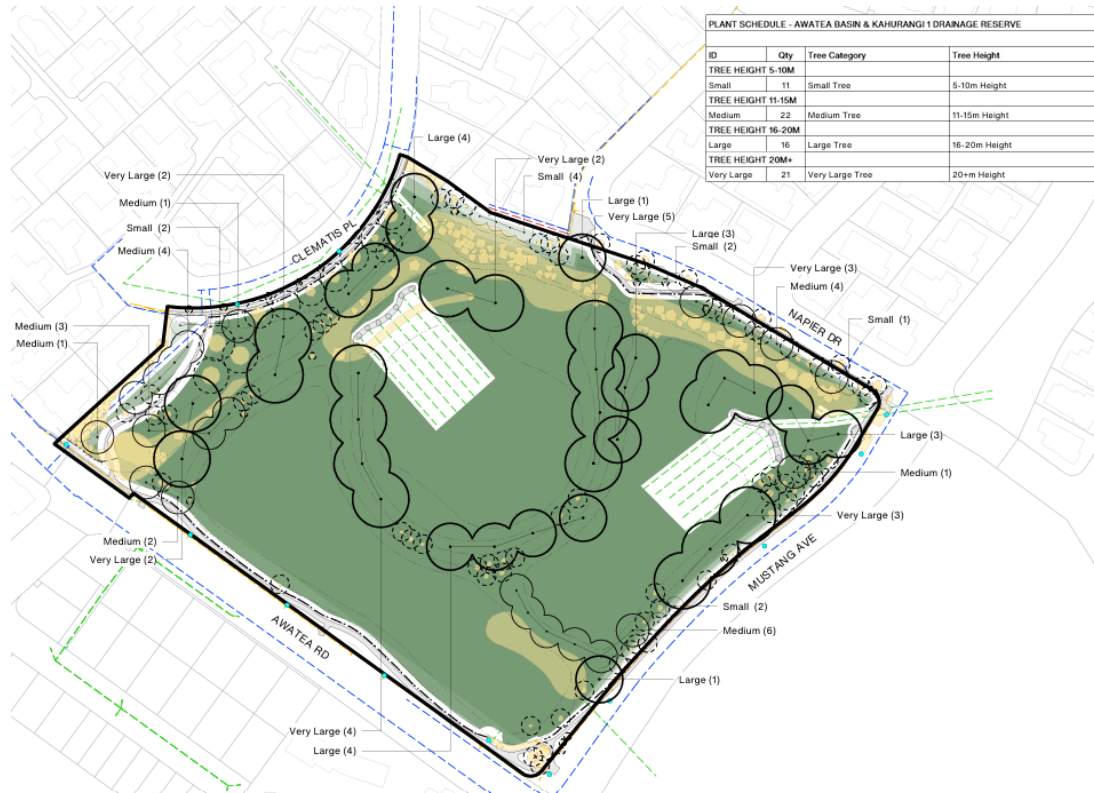 PLANT SCHEDULE - AWATEA BASIN & KAHURANGI 1 DRAINAGE RESERVE
ID Qty Tree Category Tree Height
TREE HEIGHT 5-10M
Small 11 Small Tree 5-10m Height
TREE HEIGHT 11-15M
Medium 22 Medium Tree 11-15m Height
TREE HEIGHT 16-20M
Large 16 Large Tree 16-20m Height
TREE HEIGHT 20M+
Very Large 21 Very Large Tree 20+m Height
Large (4)
Very Large (2)
Small (4)
Very Large (2)
Medium (1)
Small (2)
Medium (4)
Large (1)
Very Large (5)
Large (3)
Small (2)
CLEMATIS PL
Very Large (3)
Medium (4)
NAPIER DR
Small (1)
Medium (3)
Medium (1)
Large (3)
Medium (1)
Very Large (3)
Medium (2)
Very Large (2)
MUSTANG AVE
Small (2)
Medium (6)
AWATEA RD
Large (1)
Very Large (4)
Large (4)